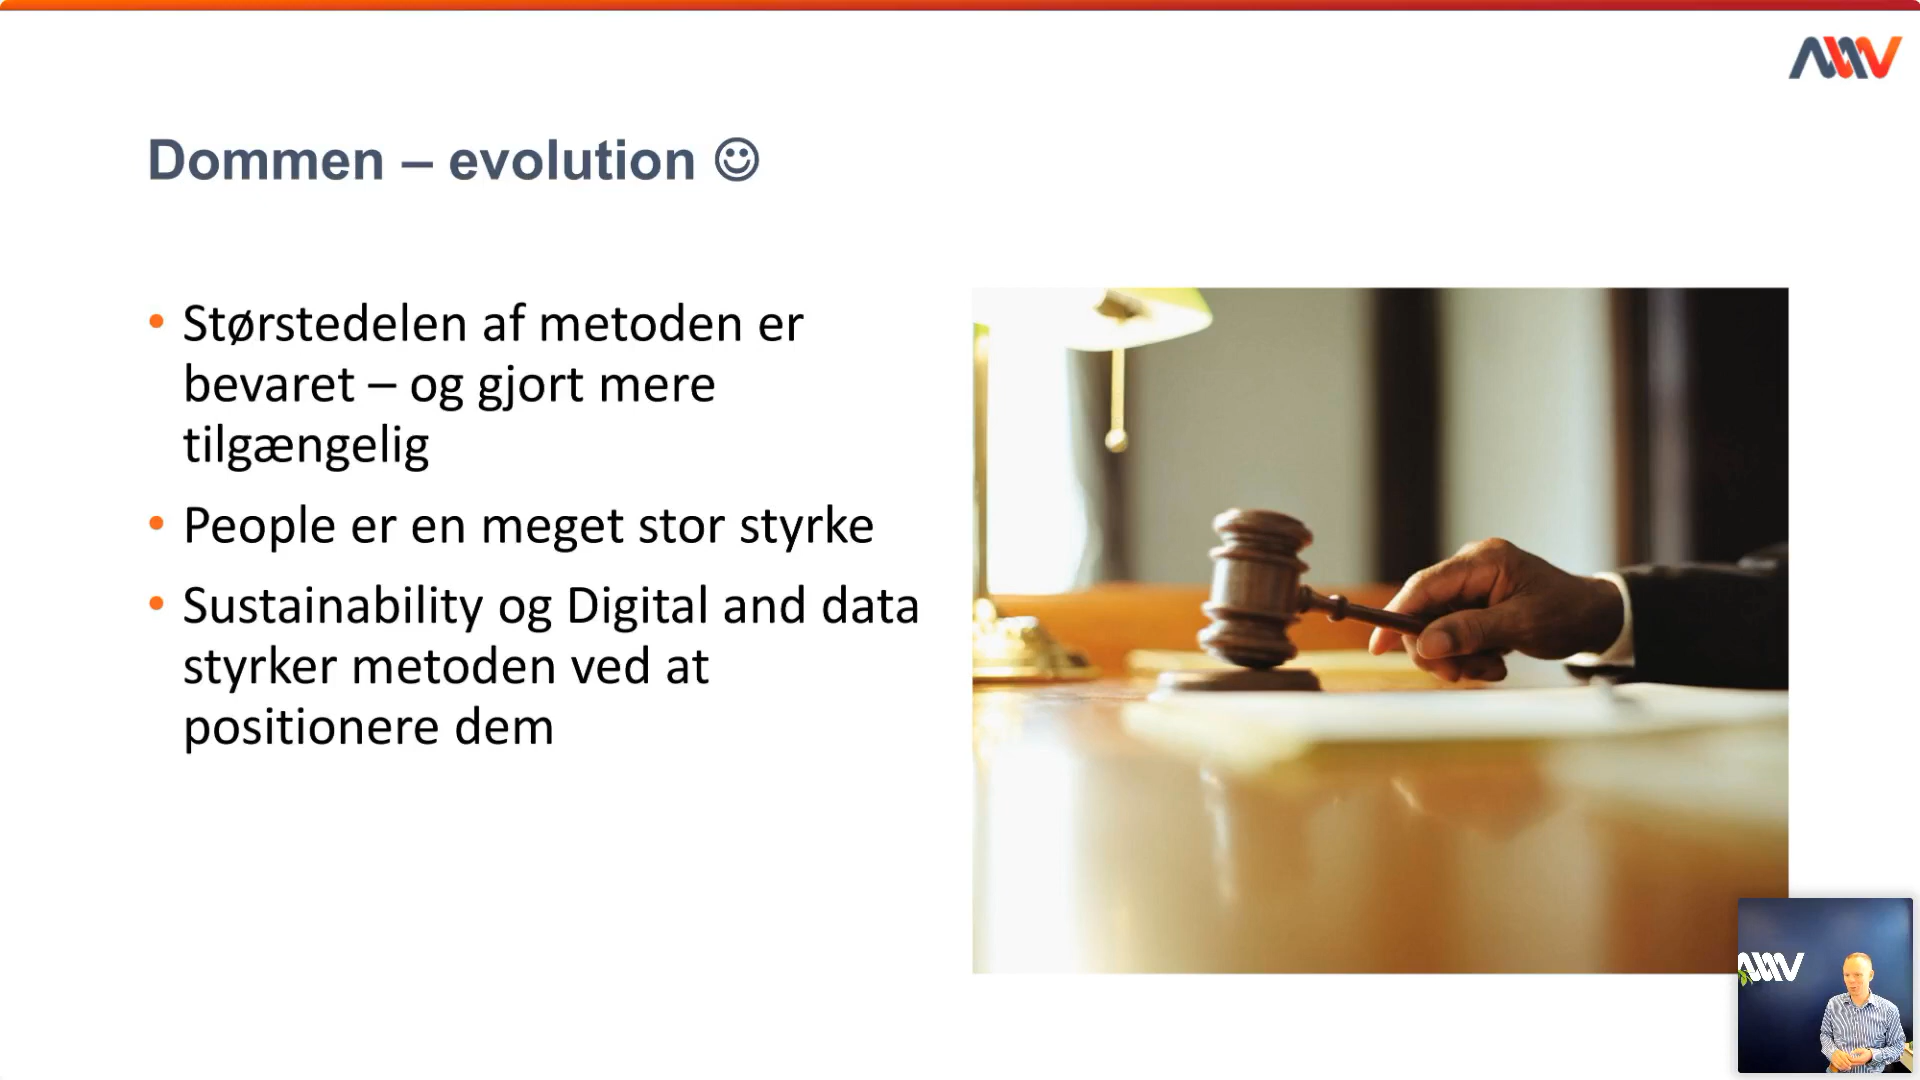 Dommen – evolution ☺
• Størstedelen af metoden er
bevaret – og gjort mere
tilgængelig
• People er en meget stor styrke
• Sustainability og Digital and data
styrker metoden ved at
positionere dem